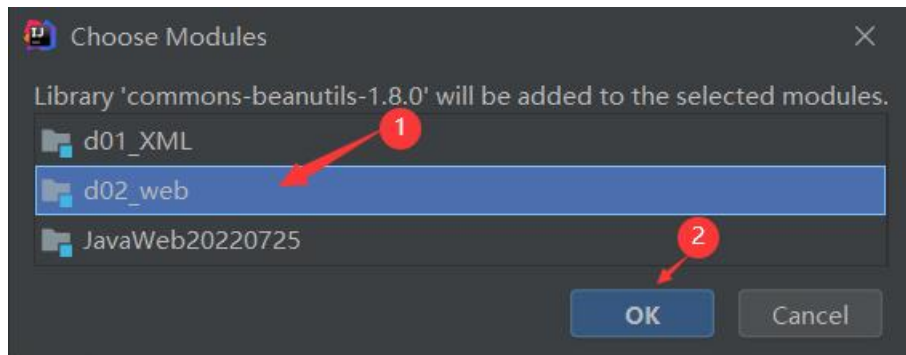 Choose Modules
Library 'commons-beanutils-1.8.0' will be added to the selected modules.
1
d01_XML
d02_web
JavaWeb20220725
2
OK
Cancel